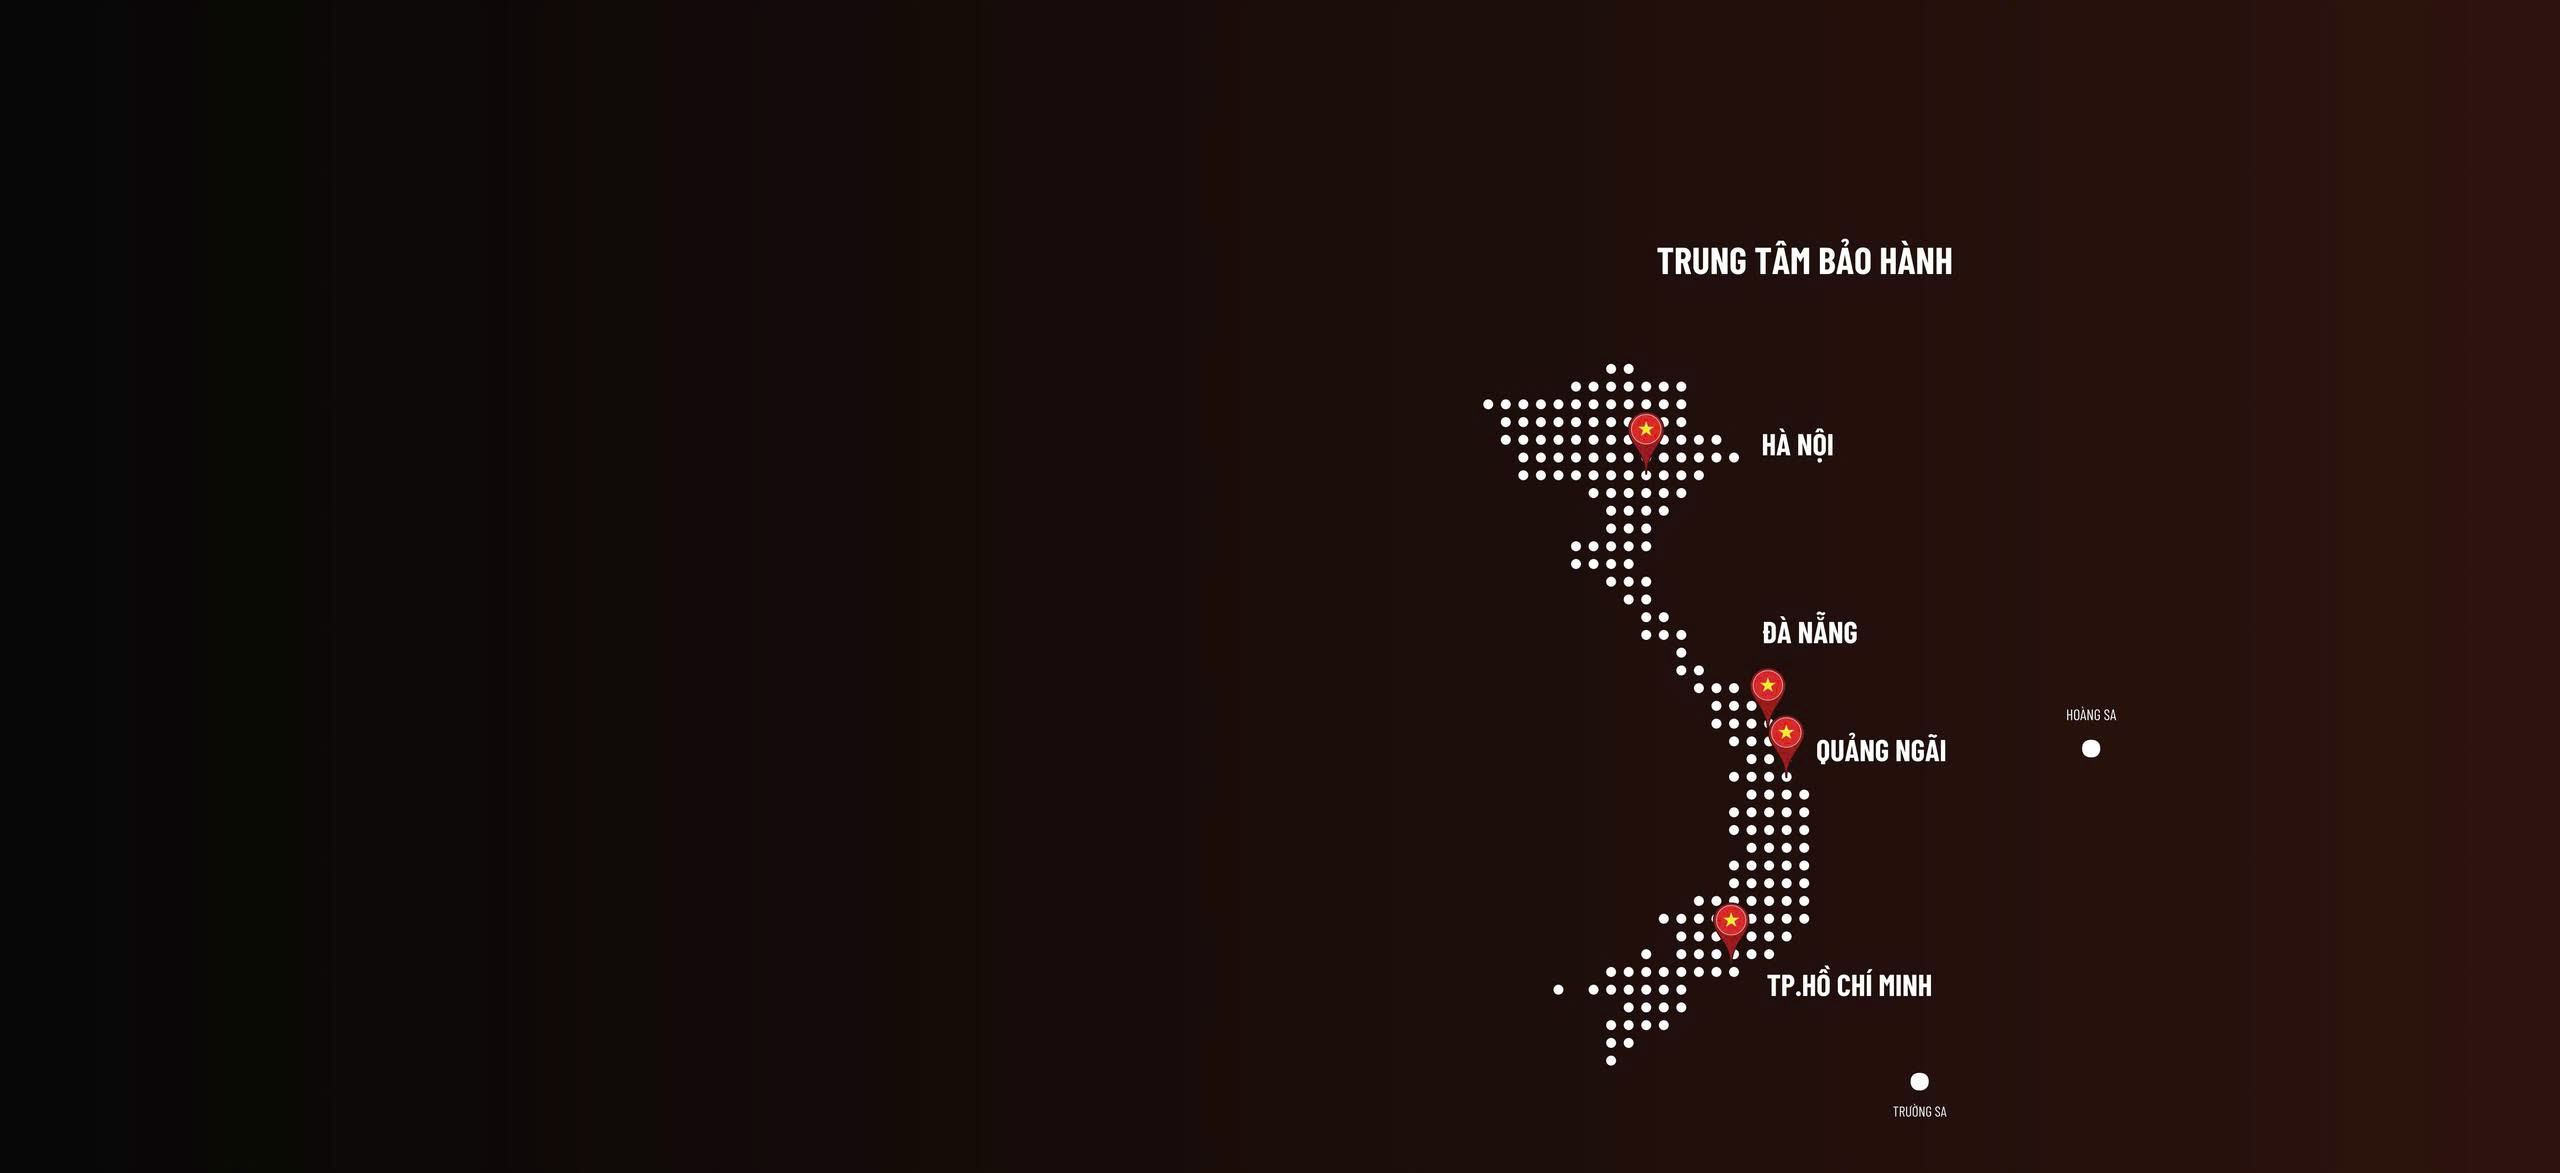 TRUNG TÂM BẢO HÀNH
HÀ NỘI
ĐÀ NẴNG
HOÀNG SA
QUẢNG NGÃI
TP.HỒ CHÍ MINH
TRƯỜNG SA